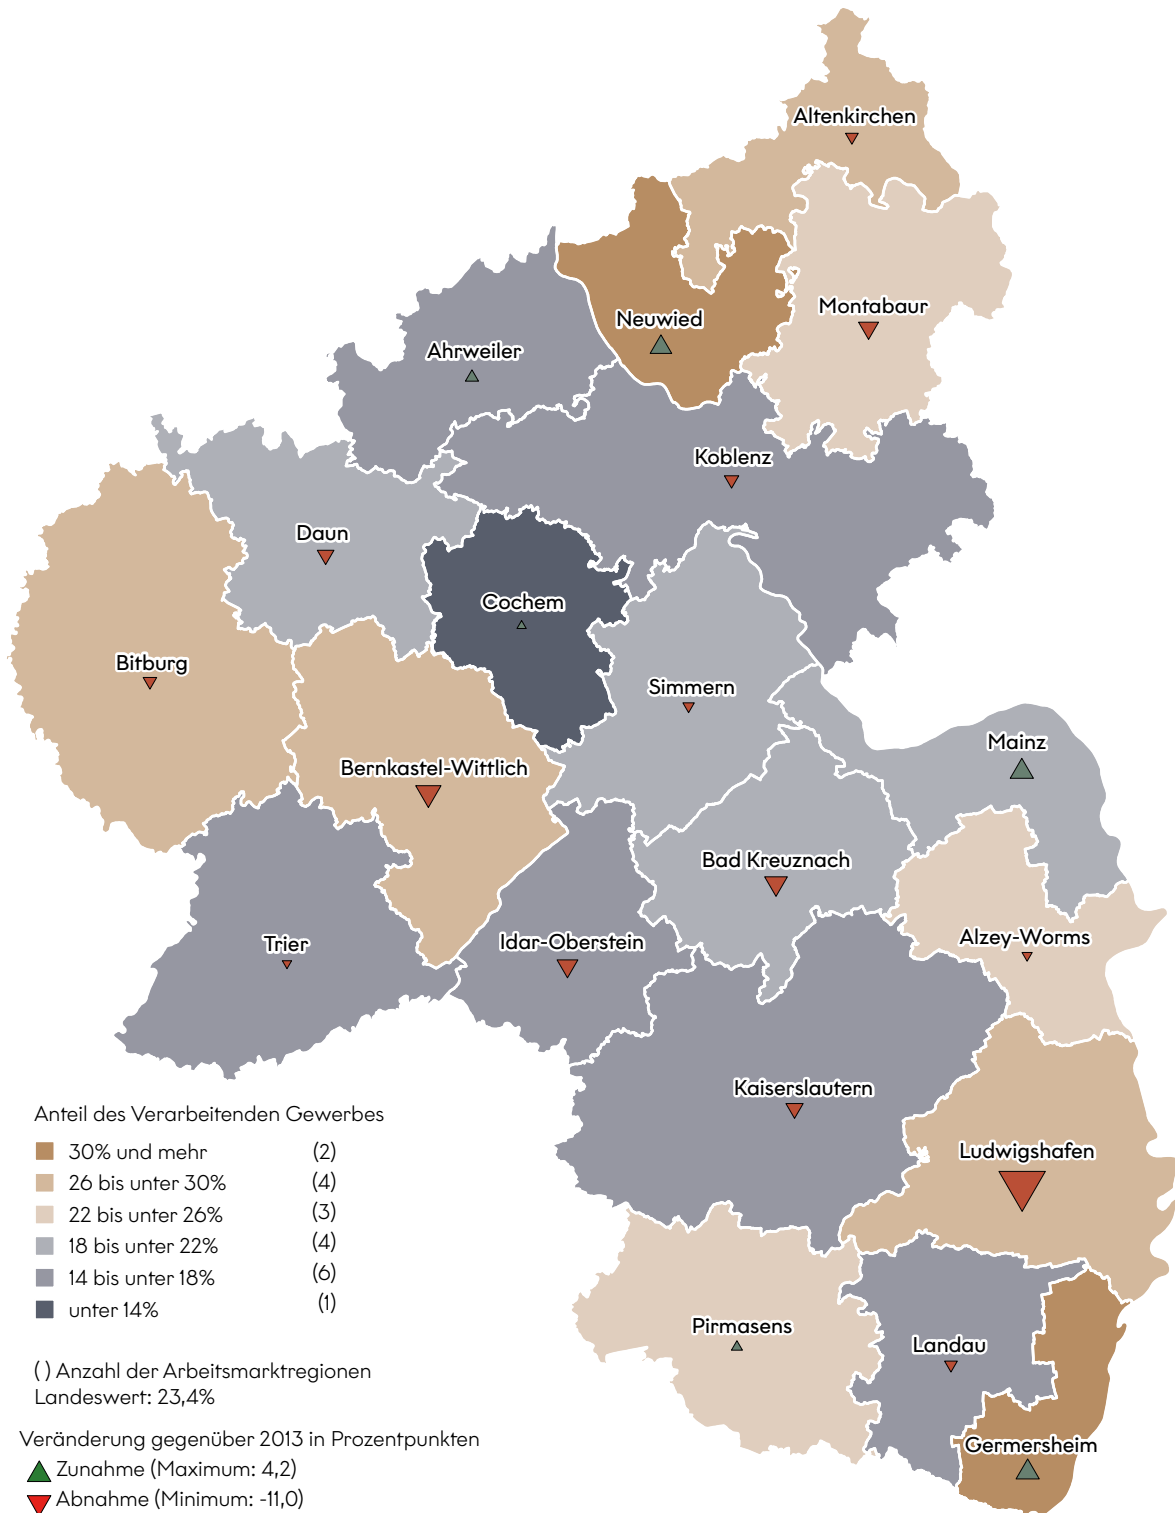 Altenkirchen
Montabaur
Neuwied
Ahrweiler
Koblenz
Daun
Cochem
Bitburg
Simmern
Mainz
Bernkastel-Wittlich
Bad Kreuznach
Alzey-Worms
Trier
Idar-Oberstein
Kaiserslautern
Ludwigshafen
Pirmasens
Landau
Germersheim
Anteil des Verarbeitenden Gewerbes
30% und mehr (2)
26 bis unter 30% (4)
22 bis unter 26% (3)
18 bis unter 22% (4)
14 bis unter 18% (6)
unter 14% (1)
( ) Anzahl der Arbeitsmarktregionen
Landeswert: 23,4%
Veränderung gegenüber 2013 in Prozentpunkten
Zunahme (Maximum: 4,2)
Abnahme (Minimum: -11,0)